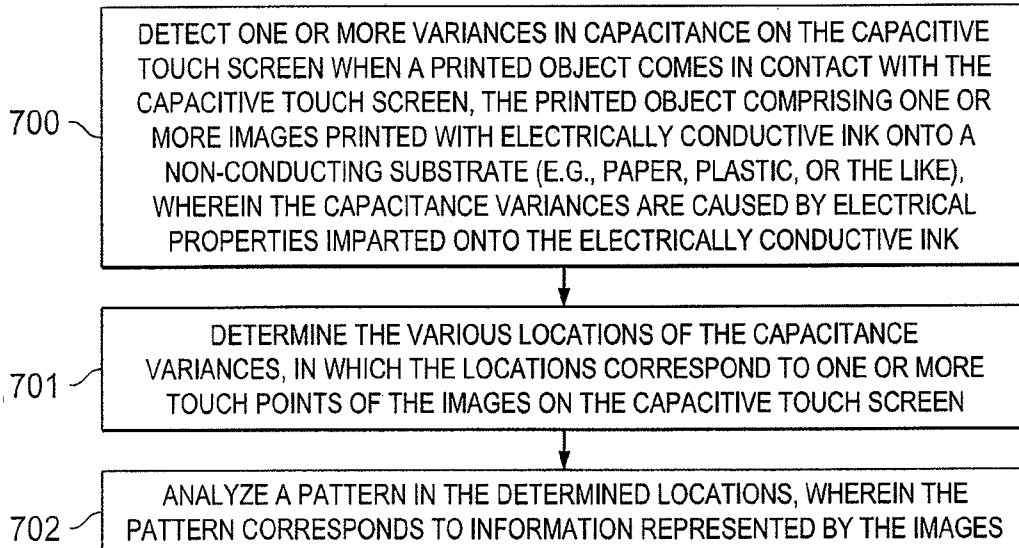 DETECT ONE OR MORE VARIANCES IN CAPACITANCE ON THE CAPACITIVE
TOUCH SCREEN WHEN A PRINTED OBJECT COMES IN CONTACT WITH THE
CAPACITIVE TOUCH SCREEN, THE PRINTED OBJECT COMPRISING ONE OR
MORE IMAGES PRINTED WITH ELECTRICALLY CONDUCTIVE INK ONTO A
NON-CONDUCTING SUBSTRATE (E.G., PAPER, PLASTIC, OR THE LIKE),
WHEREIN THE CAPACITANCE VARIANCES ARE CAUSED BY ELECTRICAL
PROPERTIES IMPARTED ONTO THE ELECTRICALLY CONDUCTIVE INK
700
DETERMINE THE VARIOUS LOCATIONS OF THE CAPACITANCE
VARIANCES, IN WHICH THE LOCATIONS CORRESPOND TO ONE OR MORE
TOUCH POINTS OF THE IMAGES ON THE CAPACITIVE TOUCH SCREEN
701
ANALYZE A PATTERN IN THE DETERMINED LOCATIONS, WHEREIN THE
PATTERN CORRESPONDS TO INFORMATION REPRESENTED BY THE IMAGES
702